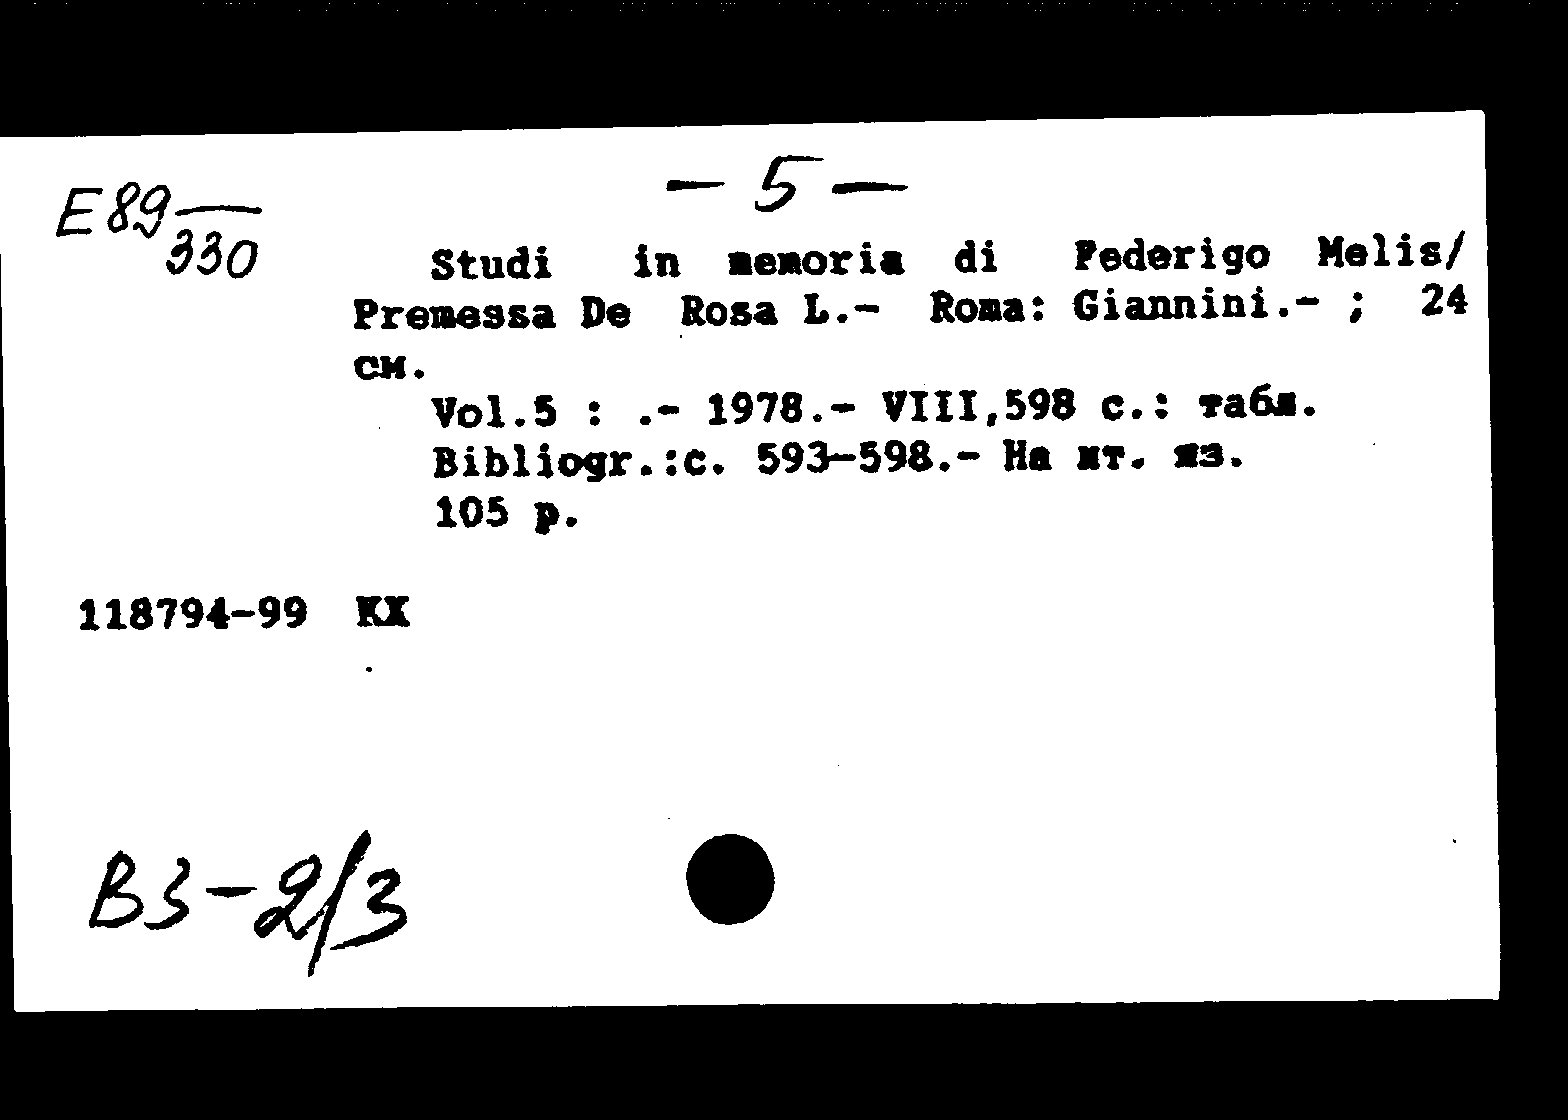 — 5 —
E89
330
Studi in memoria di Federigo Melis/
Premessa De Rosa L.- Roma: Giannini.- ; 24
см.
Vol.5 : .- 1978.- VIII,598 с.: табл.
Bibliogr.:с. 593-598.- На ит. яз.
105 р.
118794-99 КХ
В3-2/3